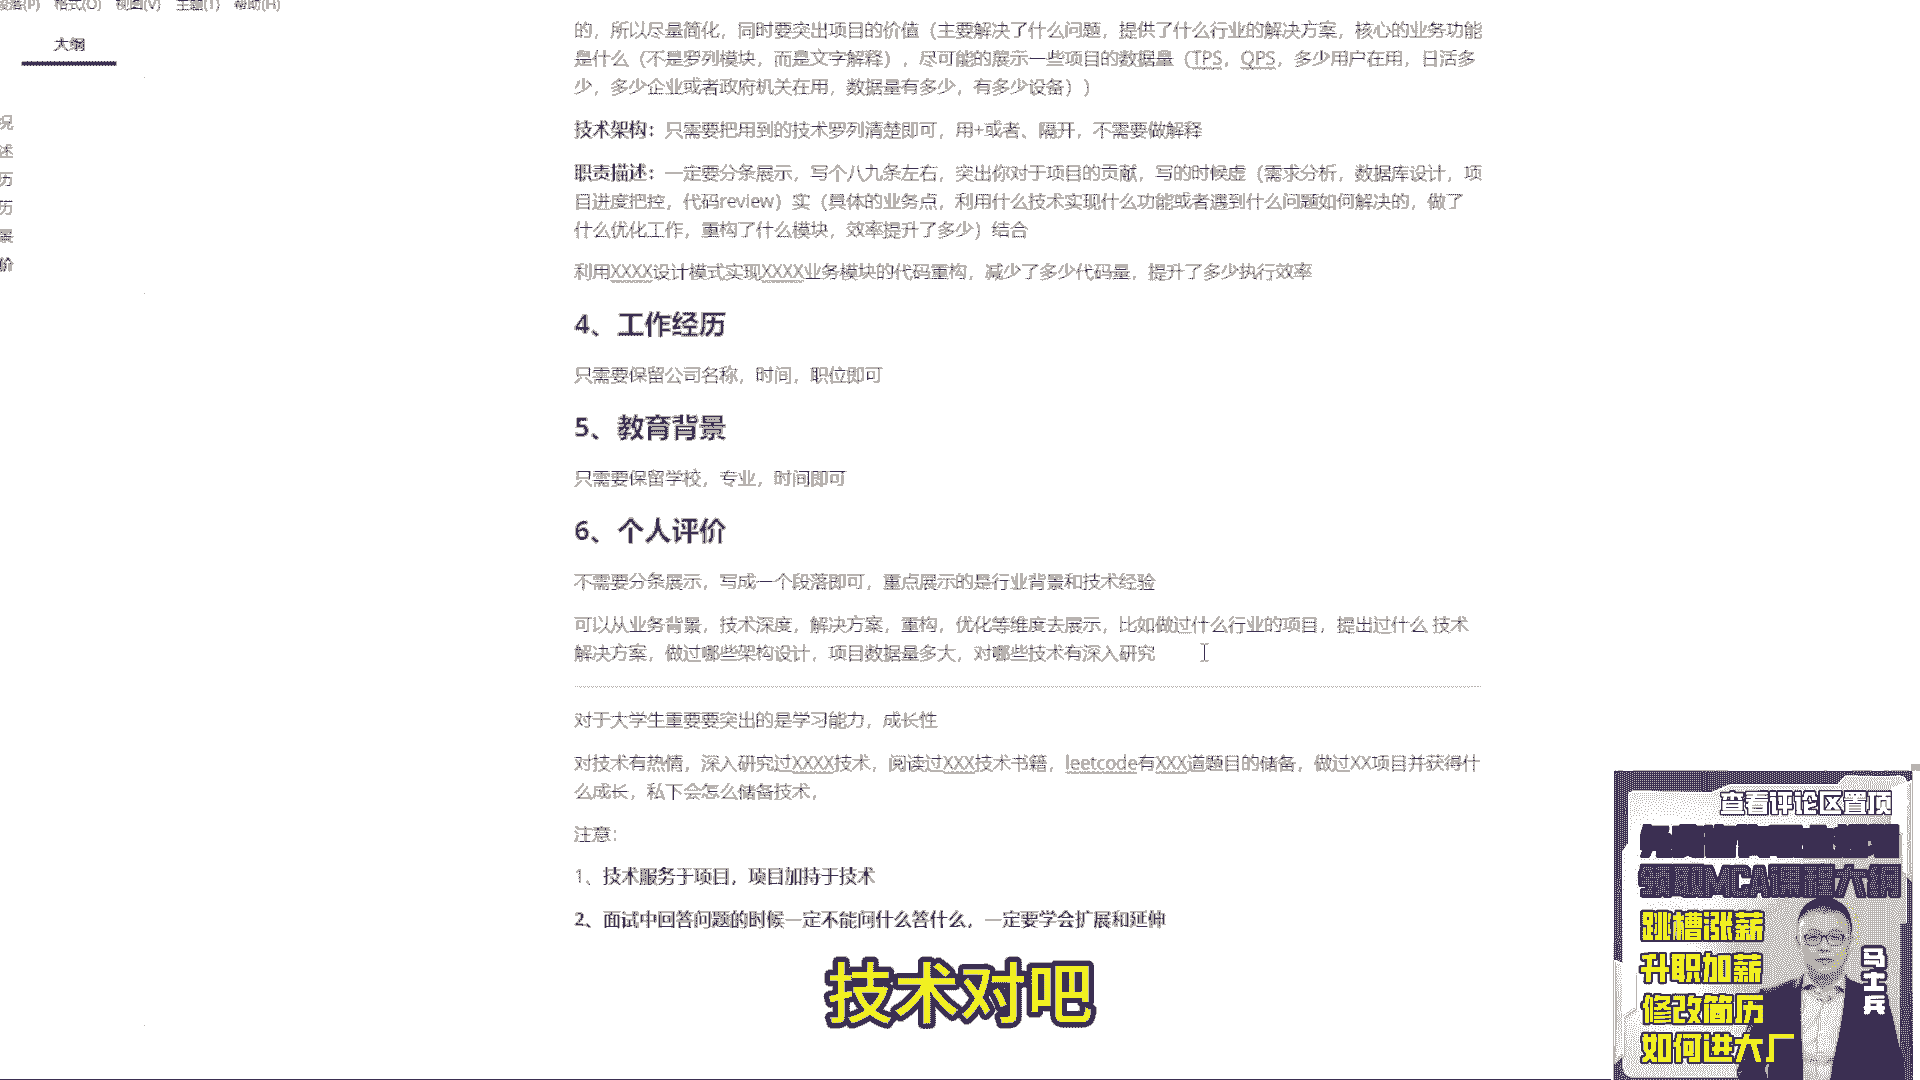 段落(P) 格式(O) 视图(V) 主题(T) 帮助(H)
大纲
况
述
历
历
景
价
的，所以尽量简化，同时要突出项目的价值（主要解决了什么问题，提供了什么行业的解决方案，核心的业务功能
是什么（不是罗列模块，而是文字解释），尽可能的展示一些项目的数据量（TPS，QPS，多少用户在用，日活多
少，多少企业或者政府机关在用，数据量有多少，有多少设备））
技术架构：只需要把用到的技术罗列清楚即可，用+或者、隔开，不需要做解释
职责描述：一定要分条展示，写个八九条左右，突出你对于项目的贡献，写的时候虚（需求分析，数据库设计，项
目进度把控，代码review）实（具体的业务点，利用什么技术实现什么功能或者遇到什么问题如何解决的，做了
什么优化工作，重构了什么模块，效率提升了多少）结合
利用XXXX设计模式实现XXXX业务模块的代码重构，减少了多少代码量，提升了多少执行效率
4、工作经历
只需要保留公司名称，时间，职位即可
5、教育背景
只需要保留学校，专业，时间即可
6、个人评价
不需要分条展示，写成一个段落即可，重点展示的是行业背景和技术经验
可以从业务背景，技术深度，解决方案，重构，优化等维度去展示，比如做过什么行业的项目，提出过什么 技术
解决方案，做过哪些架构设计，项目数据量多大，对哪些技术有深入研究
对于大学生重要要突出的是学习能力，成长性
对技术有热情，深入研究过XXXX技术，阅读过XXX技术书籍，leetcode有XXX道题目的储备，做过XX项目并获得什
么成长，私下会怎么储备技术，
注意：
1、技术服务于项目，项目加持于技术
2、面试中回答问题的时候一定不能问什么答什么，一定要学会扩展和延伸
技术对吧
查看评论区置顶
领取MCA课程大纲
跳槽涨薪
升职加薪
修改简历
如何进大厂
马士兵